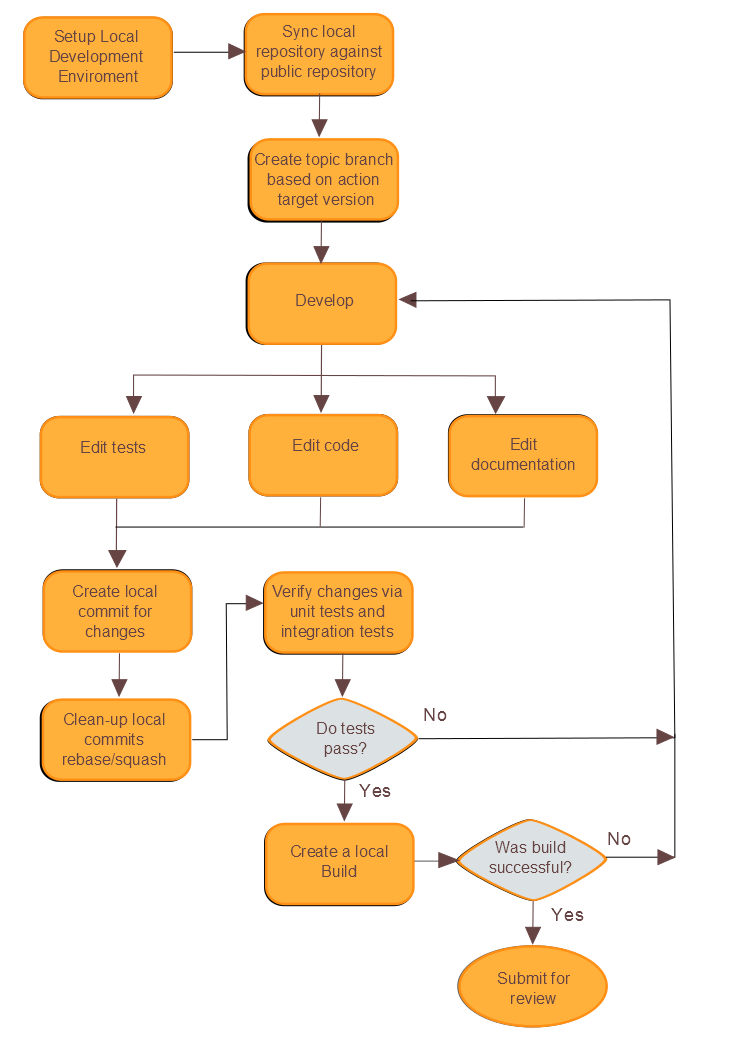 Setup Local
Development
Enviroment
Sync local
repository against
public repository
Create topic branch
based on action
target version
Develop
Edit tests
Edit code
Edit
documentation
Create local
commit for
changes
Verify changes via
unit tests and
integration tests
Clean-up local
commits
rebase/squash
Do tests
pass?
No
Yes
Create a local
Build
Was build
successful?
No
Yes
Submit for
review